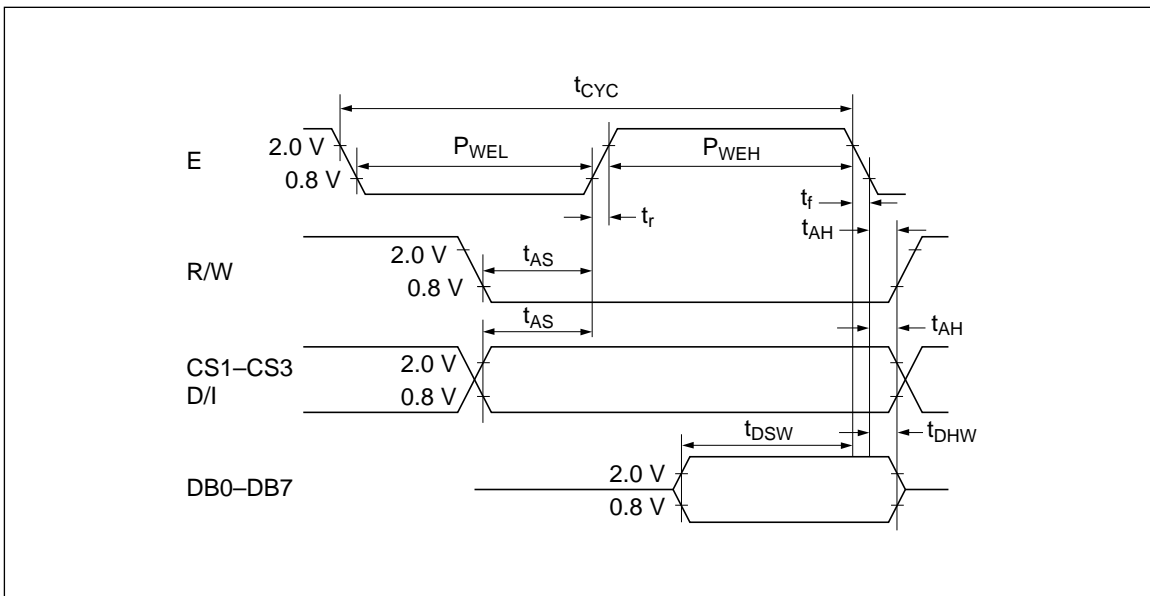 tCYC
E
2.0 V
PWEL
PWEH
0.8 V
tf
tr
tAH
R/W
2.0 V
tAS
0.8 V
tAS
tAH
CS1–CS3
D/I
2.0 V
0.8 V
tDSW
tDHW
DB0–DB7
2.0 V
0.8 V